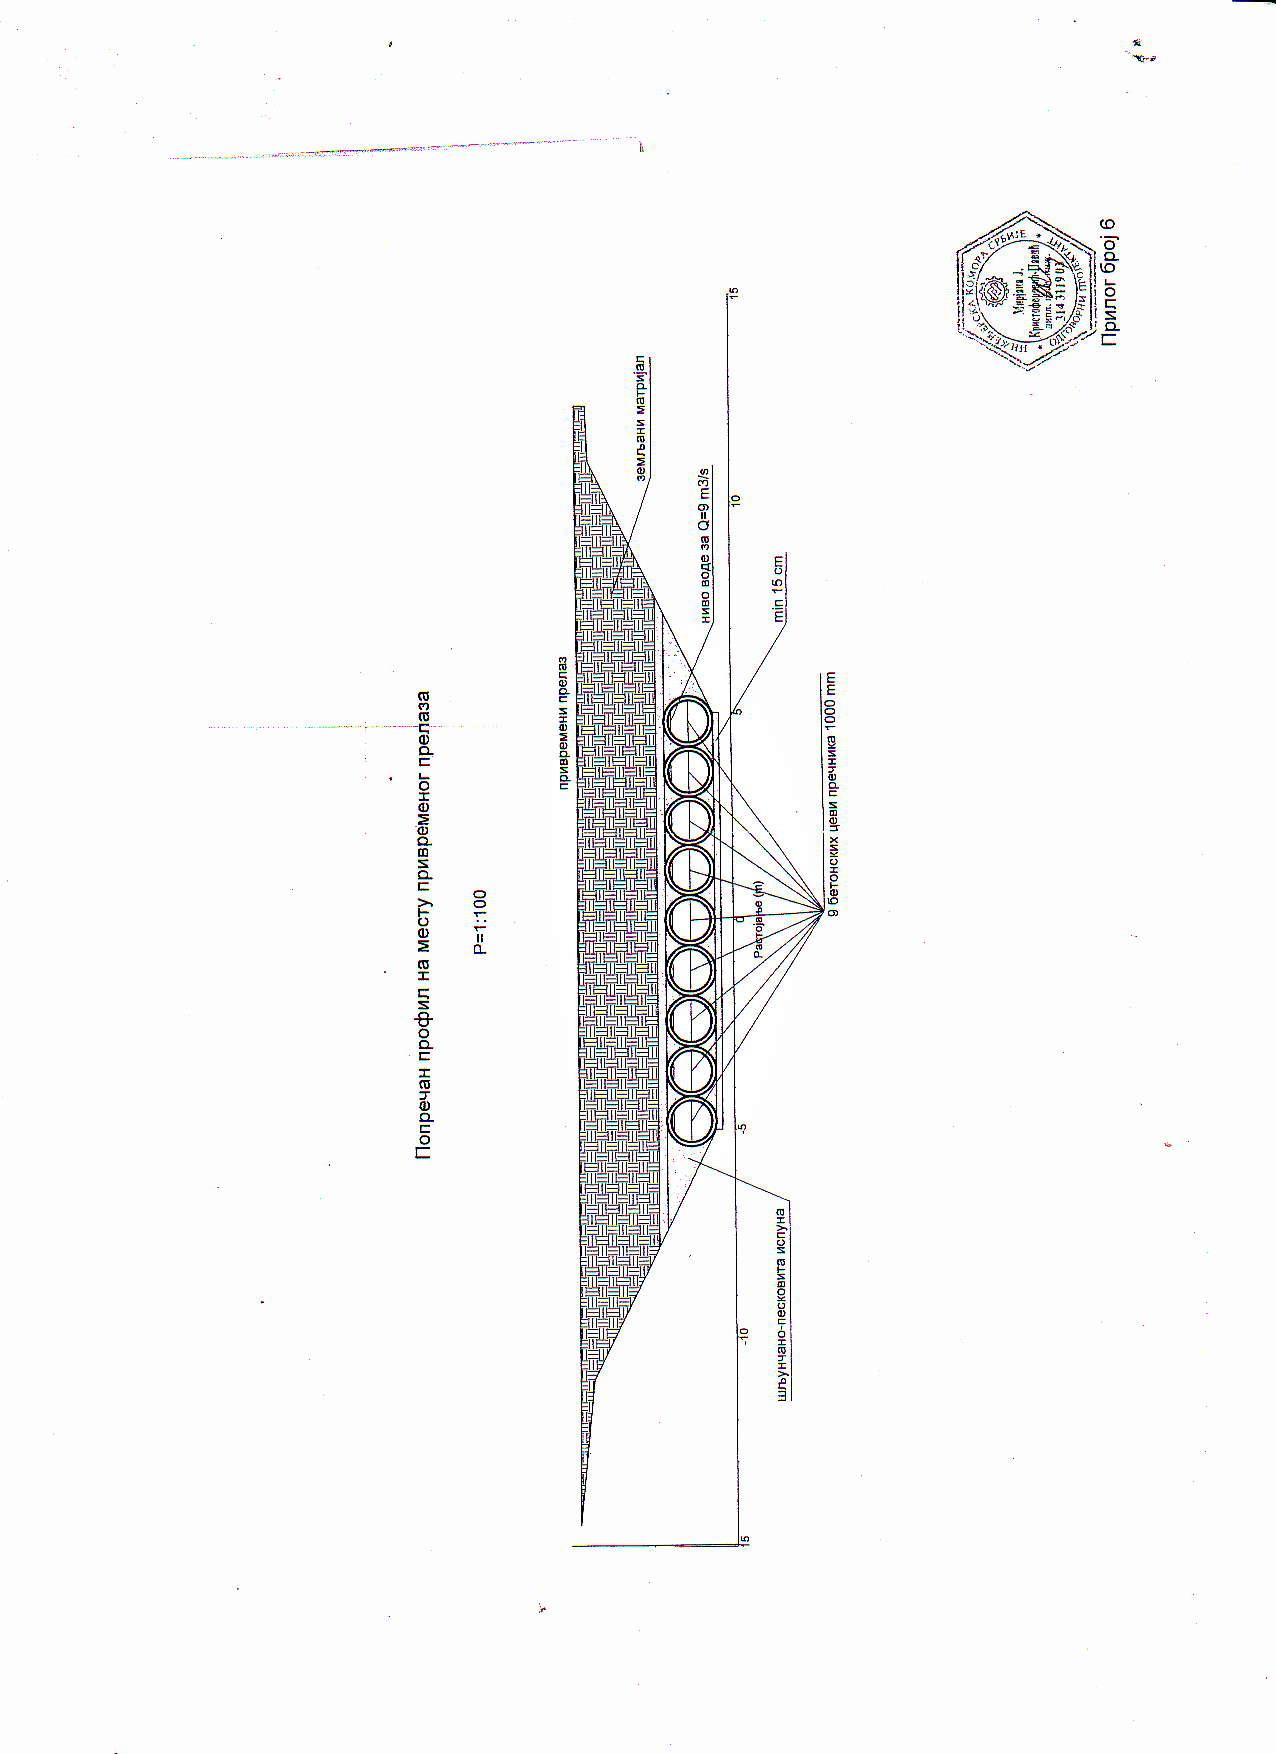 Попречан профил на месту привременог прелаза
Р=1:100
привремени прелаз
земљани матријал
ниво воде за Q=9 m3/s
min 15 cm
15
10
5
0
-5
-10
15
Растојање (m)
9 бетонских цеви пречника 1000 mm
шљунчано-песковита испуна
ИНЖЕЊЕРСКА КОМОРА СРБИЈЕ
Мирјана Ј.
314 3119 03
ОДГОВОРНИ ПРОЈЕКТАНТ
Прилог број 6